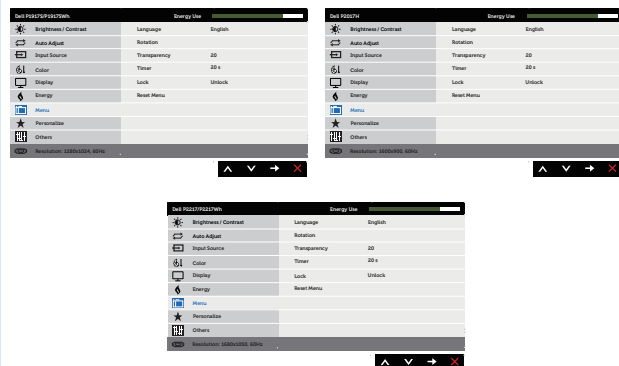 Dell P1917S/P1917SWh Energy Use
Brightness / Contrast Language English
Auto Adjust Rotation
Input Source Transparency 20
Color Timer 20 s
Display Lock Unlock
Energy Reset Menu
Menu
Personalize
Others
Resolution: 1280x1024, 60Hz
Dell P2017H Energy Use
Brightness / Contrast Language English
Auto Adjust Rotation
Input Source Transparency 20
Color Timer 20 s
Display Lock Unlock
Energy Reset Menu
Menu
Personalize
Others
Resolution: 1600x900, 60Hz
Dell P2217/P2217Wh Energy Use
Brightness / Contrast Language English
Auto Adjust Rotation
Input Source Transparency 20
Color Timer 20 s
Display Lock Unlock
Energy Reset Menu
Menu
Personalize
Others
Resolution: 1680x1050, 60Hz